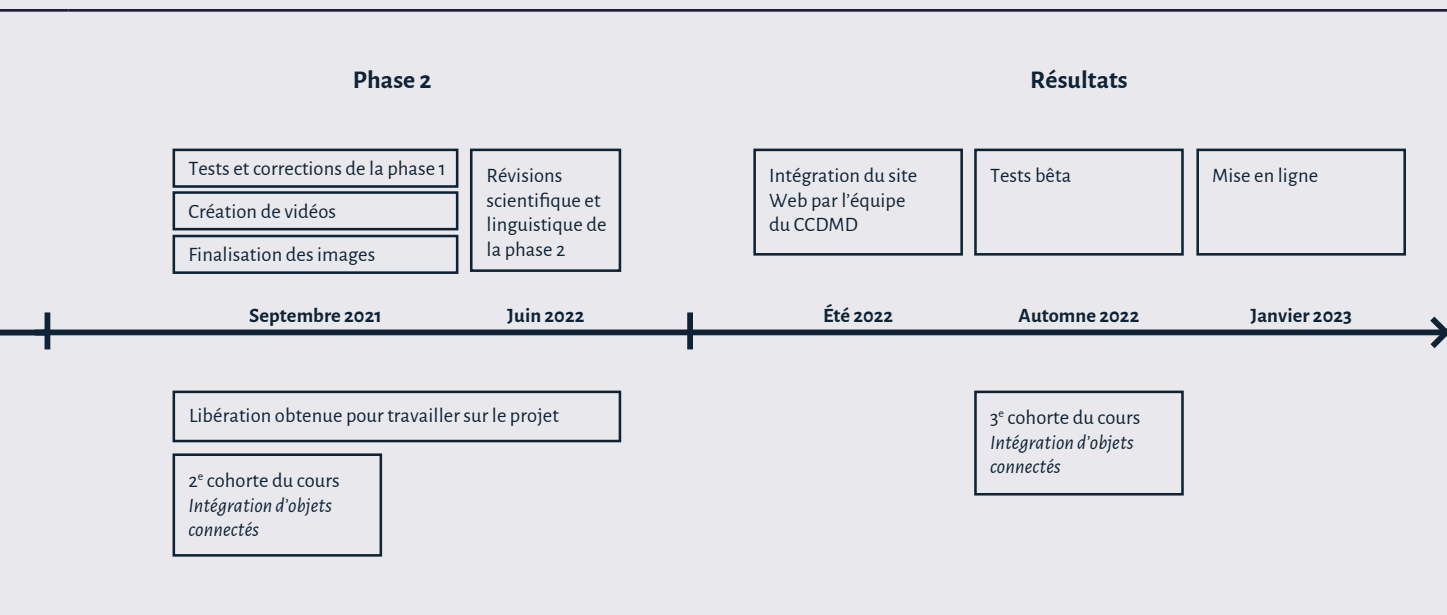 Phase 2
Résultats
Tests et corrections de la phase 1
Création de vidéos
Finalisation des images
Révisions
scientifique et
linguistique de
la phase 2
Intégration du site
Web par l’équipe
du CCDMD
Tests bêta
Mise en ligne
Septembre 2021
Juin 2022
Été 2022
Automne 2022
Janvier 2023
Libération obtenue pour travailler sur le projet
2e cohorte du cours
Intégration d’objets
connectés
3e cohorte du cours
Intégration d’objets
connectés